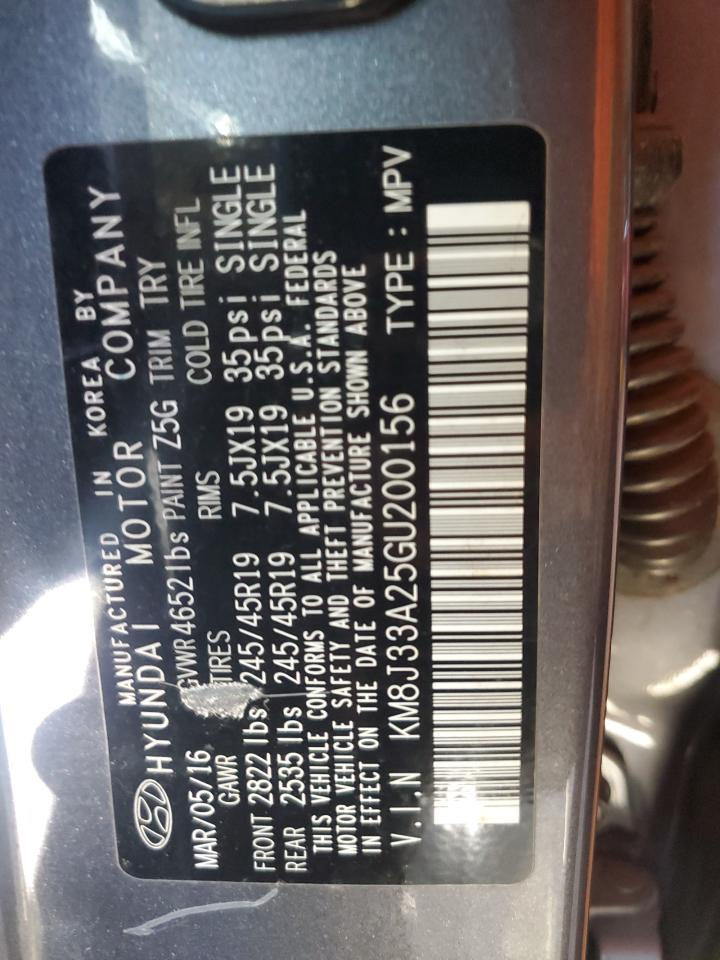 MANUFACTURED IN KOREA BY
HYUNDAI MOTOR COMPANY
MAR/05/16 GVWR 4652 lbs PAINT Z5G TRIM TRY
GAWR TIRES RIMS COLD TIRE INFL
FRONT 2822 lbs 245/45R19 7.5JX19 35psi SINGLE
REAR 2535 lbs 245/45R19 7.5JX19 35psi SINGLE
THIS VEHICLE CONFORMS TO ALL APPLICABLE U.S.A. FEDERAL
MOTOR VEHICLE SAFETY AND THEFT PREVENTION STANDARDS
IN EFFECT ON THE DATE OF MANUFACTURE SHOWN ABOVE
V.I.N KM8J33A25GU200156 TYPE : MPV